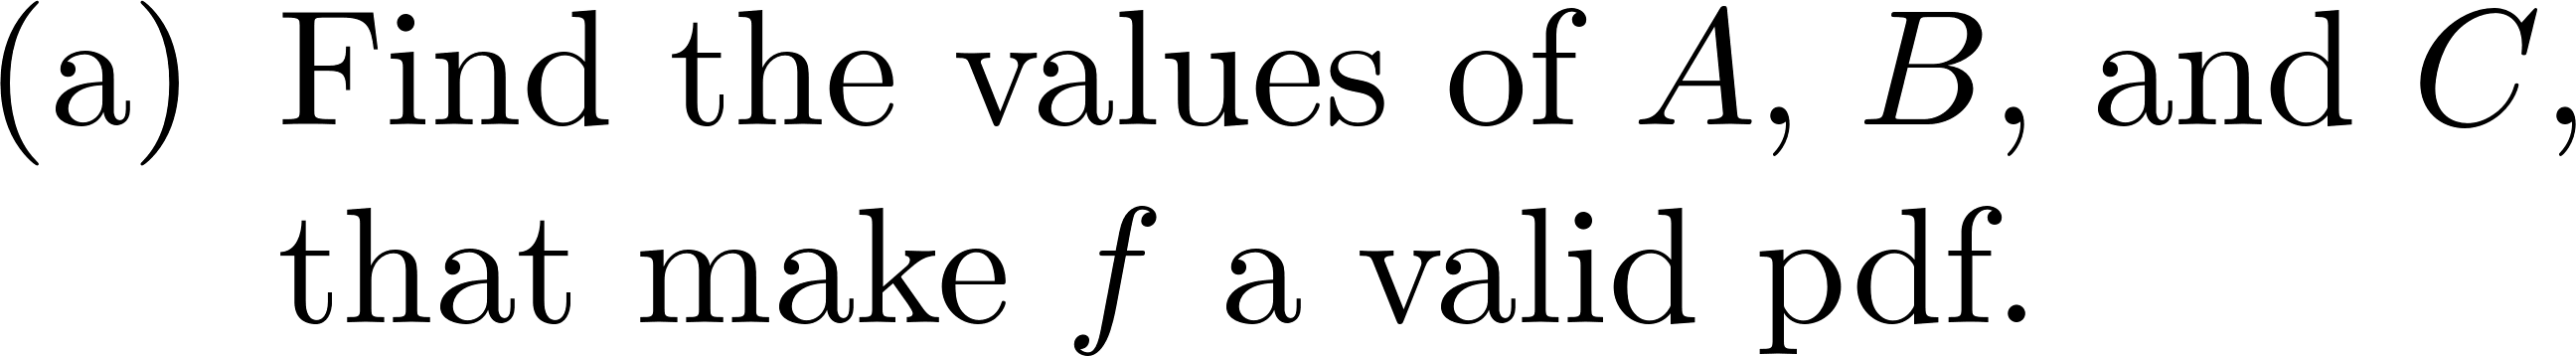 (a) Find the values of A, B, and C,
that make f a valid pdf.